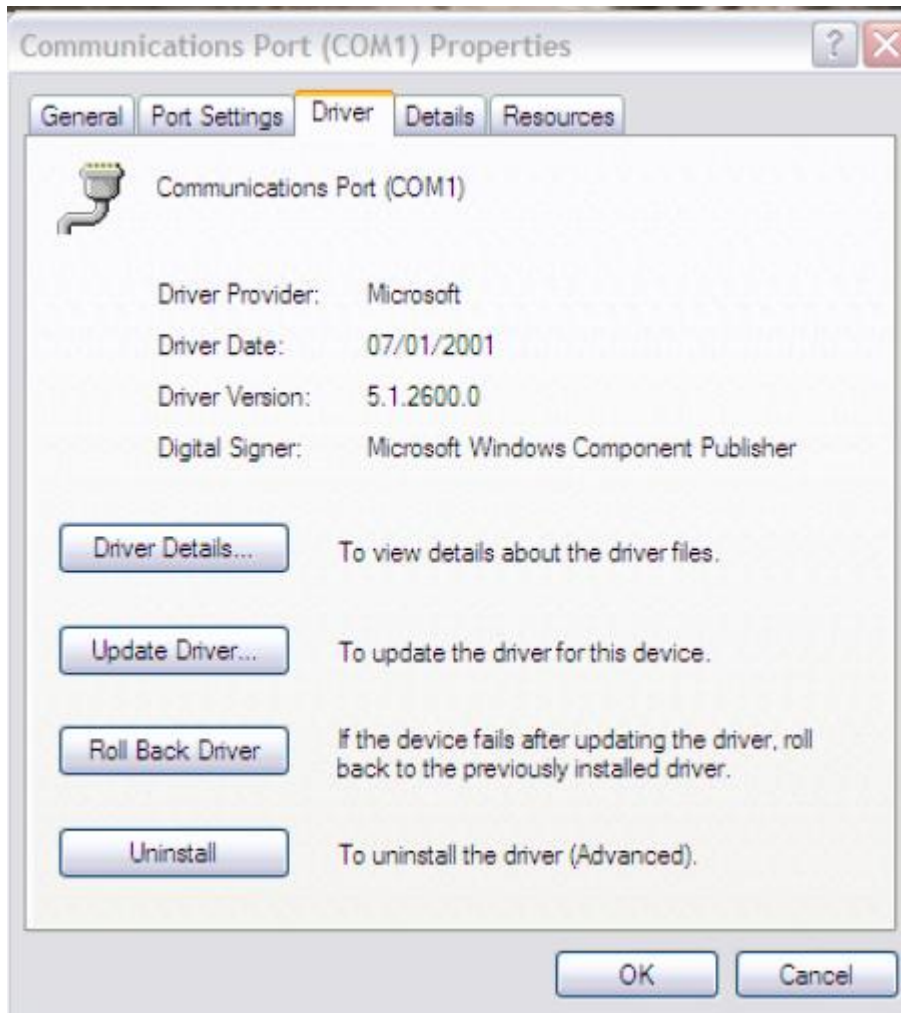 Communications Port (COM1) Properties
?
General Port Settings Driver Details Resources
Communications Port (COM1)
Driver Provider: Microsoft
Driver Date: 07/01/2001
Driver Version: 5.1.2600.0
Digital Signer: Microsoft Windows Component Publisher
Driver Details... To view details about the driver files.
Update Driver... To update the driver for this device.
Roll Back Driver If the device fails after updating the driver, roll
back to the previously installed driver.
Uninstall To uninstall the driver (Advanced).
OK Cancel